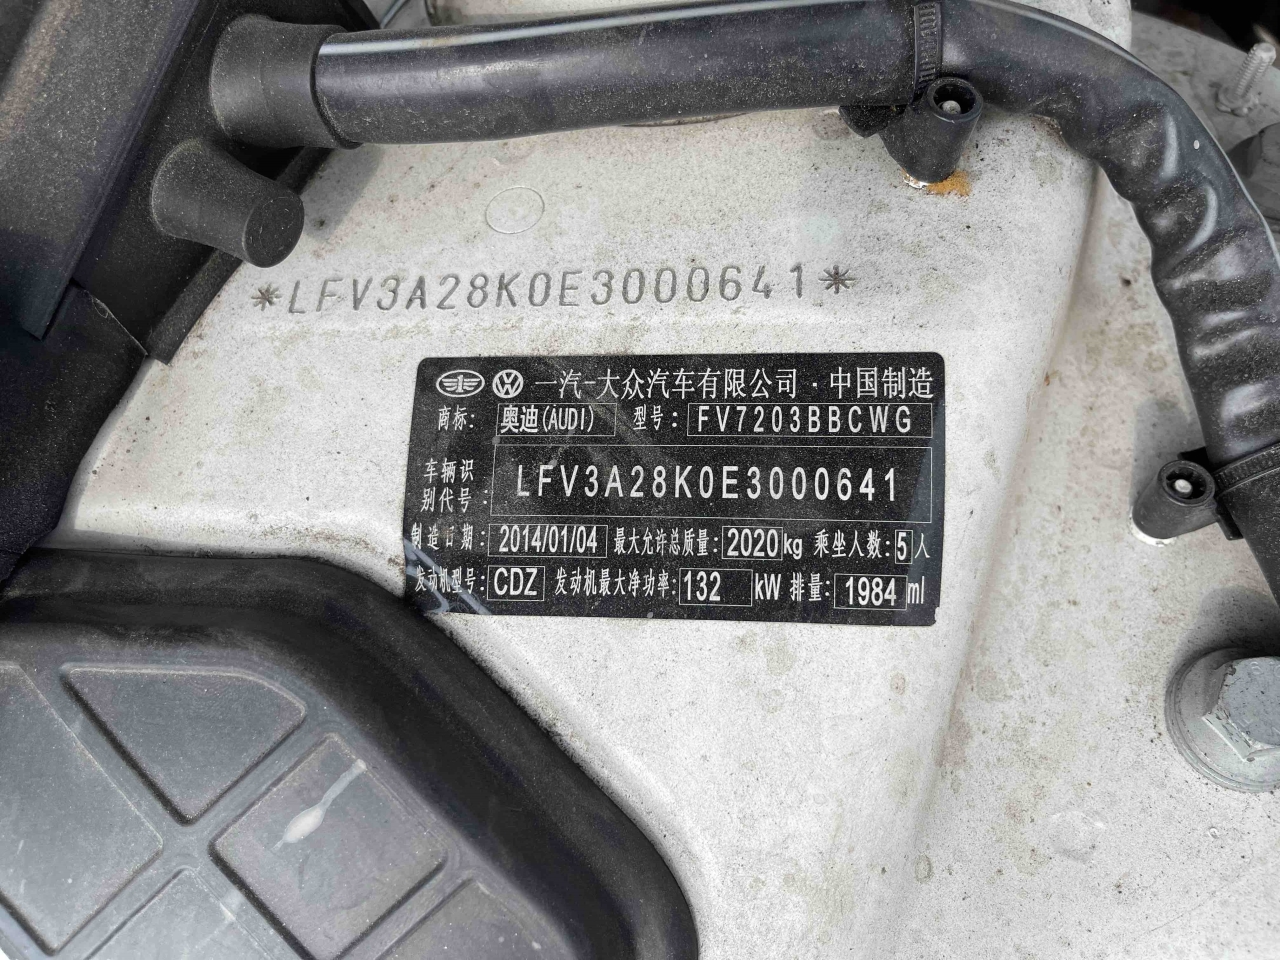 *LFV3A28K0E3000641*
一汽-大众汽车有限公司·中国制造
商标: 奥迪(AUDI) 型号: FV7203BBCWG
车辆识别代号: LFV3A28K0E3000641
制造日期: 2014/01/04 最大允许总质量: 2020kg 乘坐人数: 5人
发动机型号: CDZ 发动机最大净功率: 132 kW 排量: 1984 ml